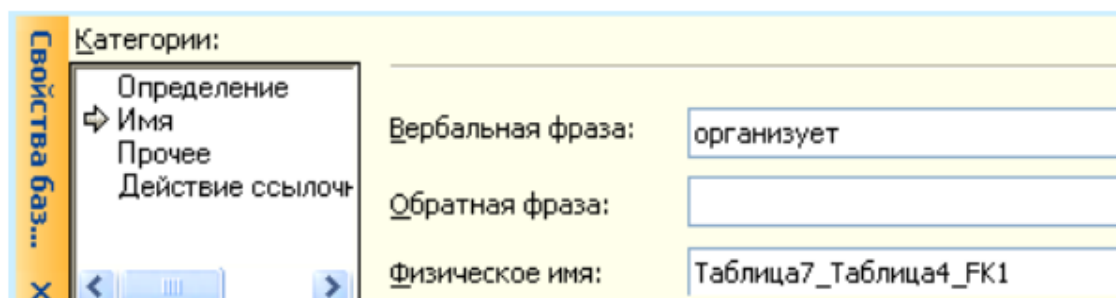 Свойства баз...
Категории:
Определение
Имя
Прочее
Действие ссылочн
Вербальная фраза: организует
Обратная фраза:
Физическое имя: Таблица7_Таблица4_FK1